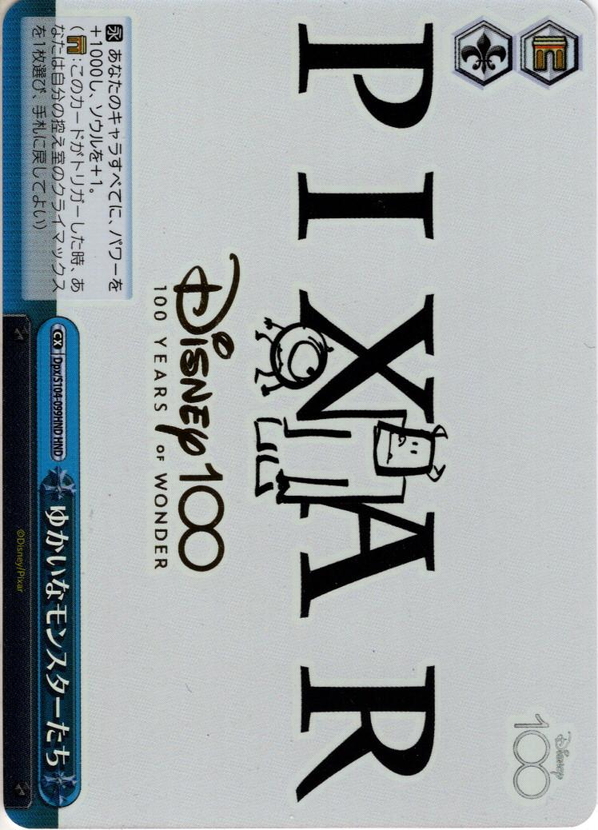 PIXAR
Disney100
100 YEARS OF WONDER
Disney
100
永 あなたのキャラすべてに、パワーを
+1000し、ソウルを+1。
(:このカードがトリガーした時、あ
なたは自分の控え室のクライマックス
を1枚選び、手札に戻してよい)
CX Dpx/S104-099HND HND
ゆかいなモンスターたち
©Disney/Pixar